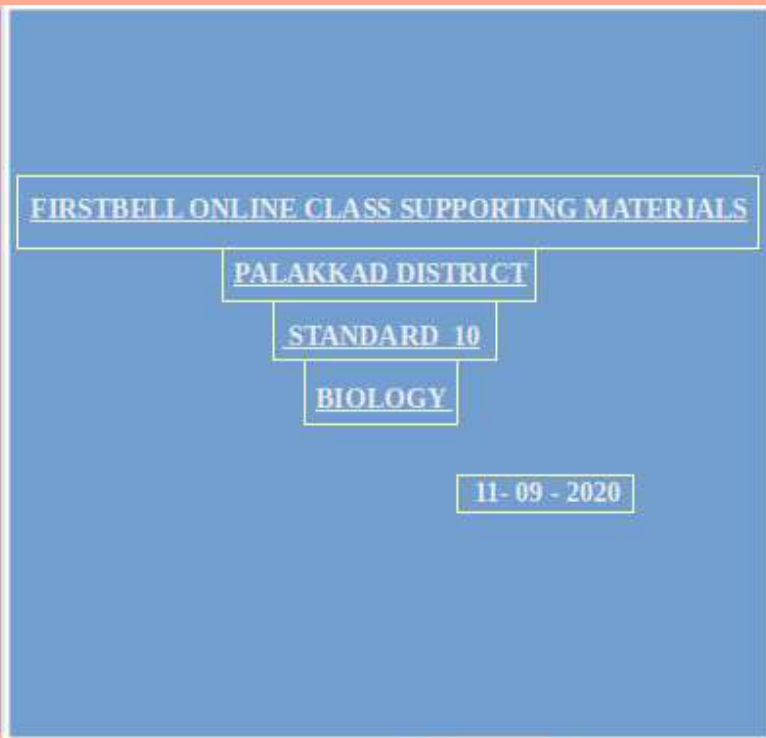 FIRSTBELL ONLINE CLASS SUPPORTING MATERIALS
PALAKKAD DISTRICT
STANDARD 10
BIOLOGY
11- 09 - 2020